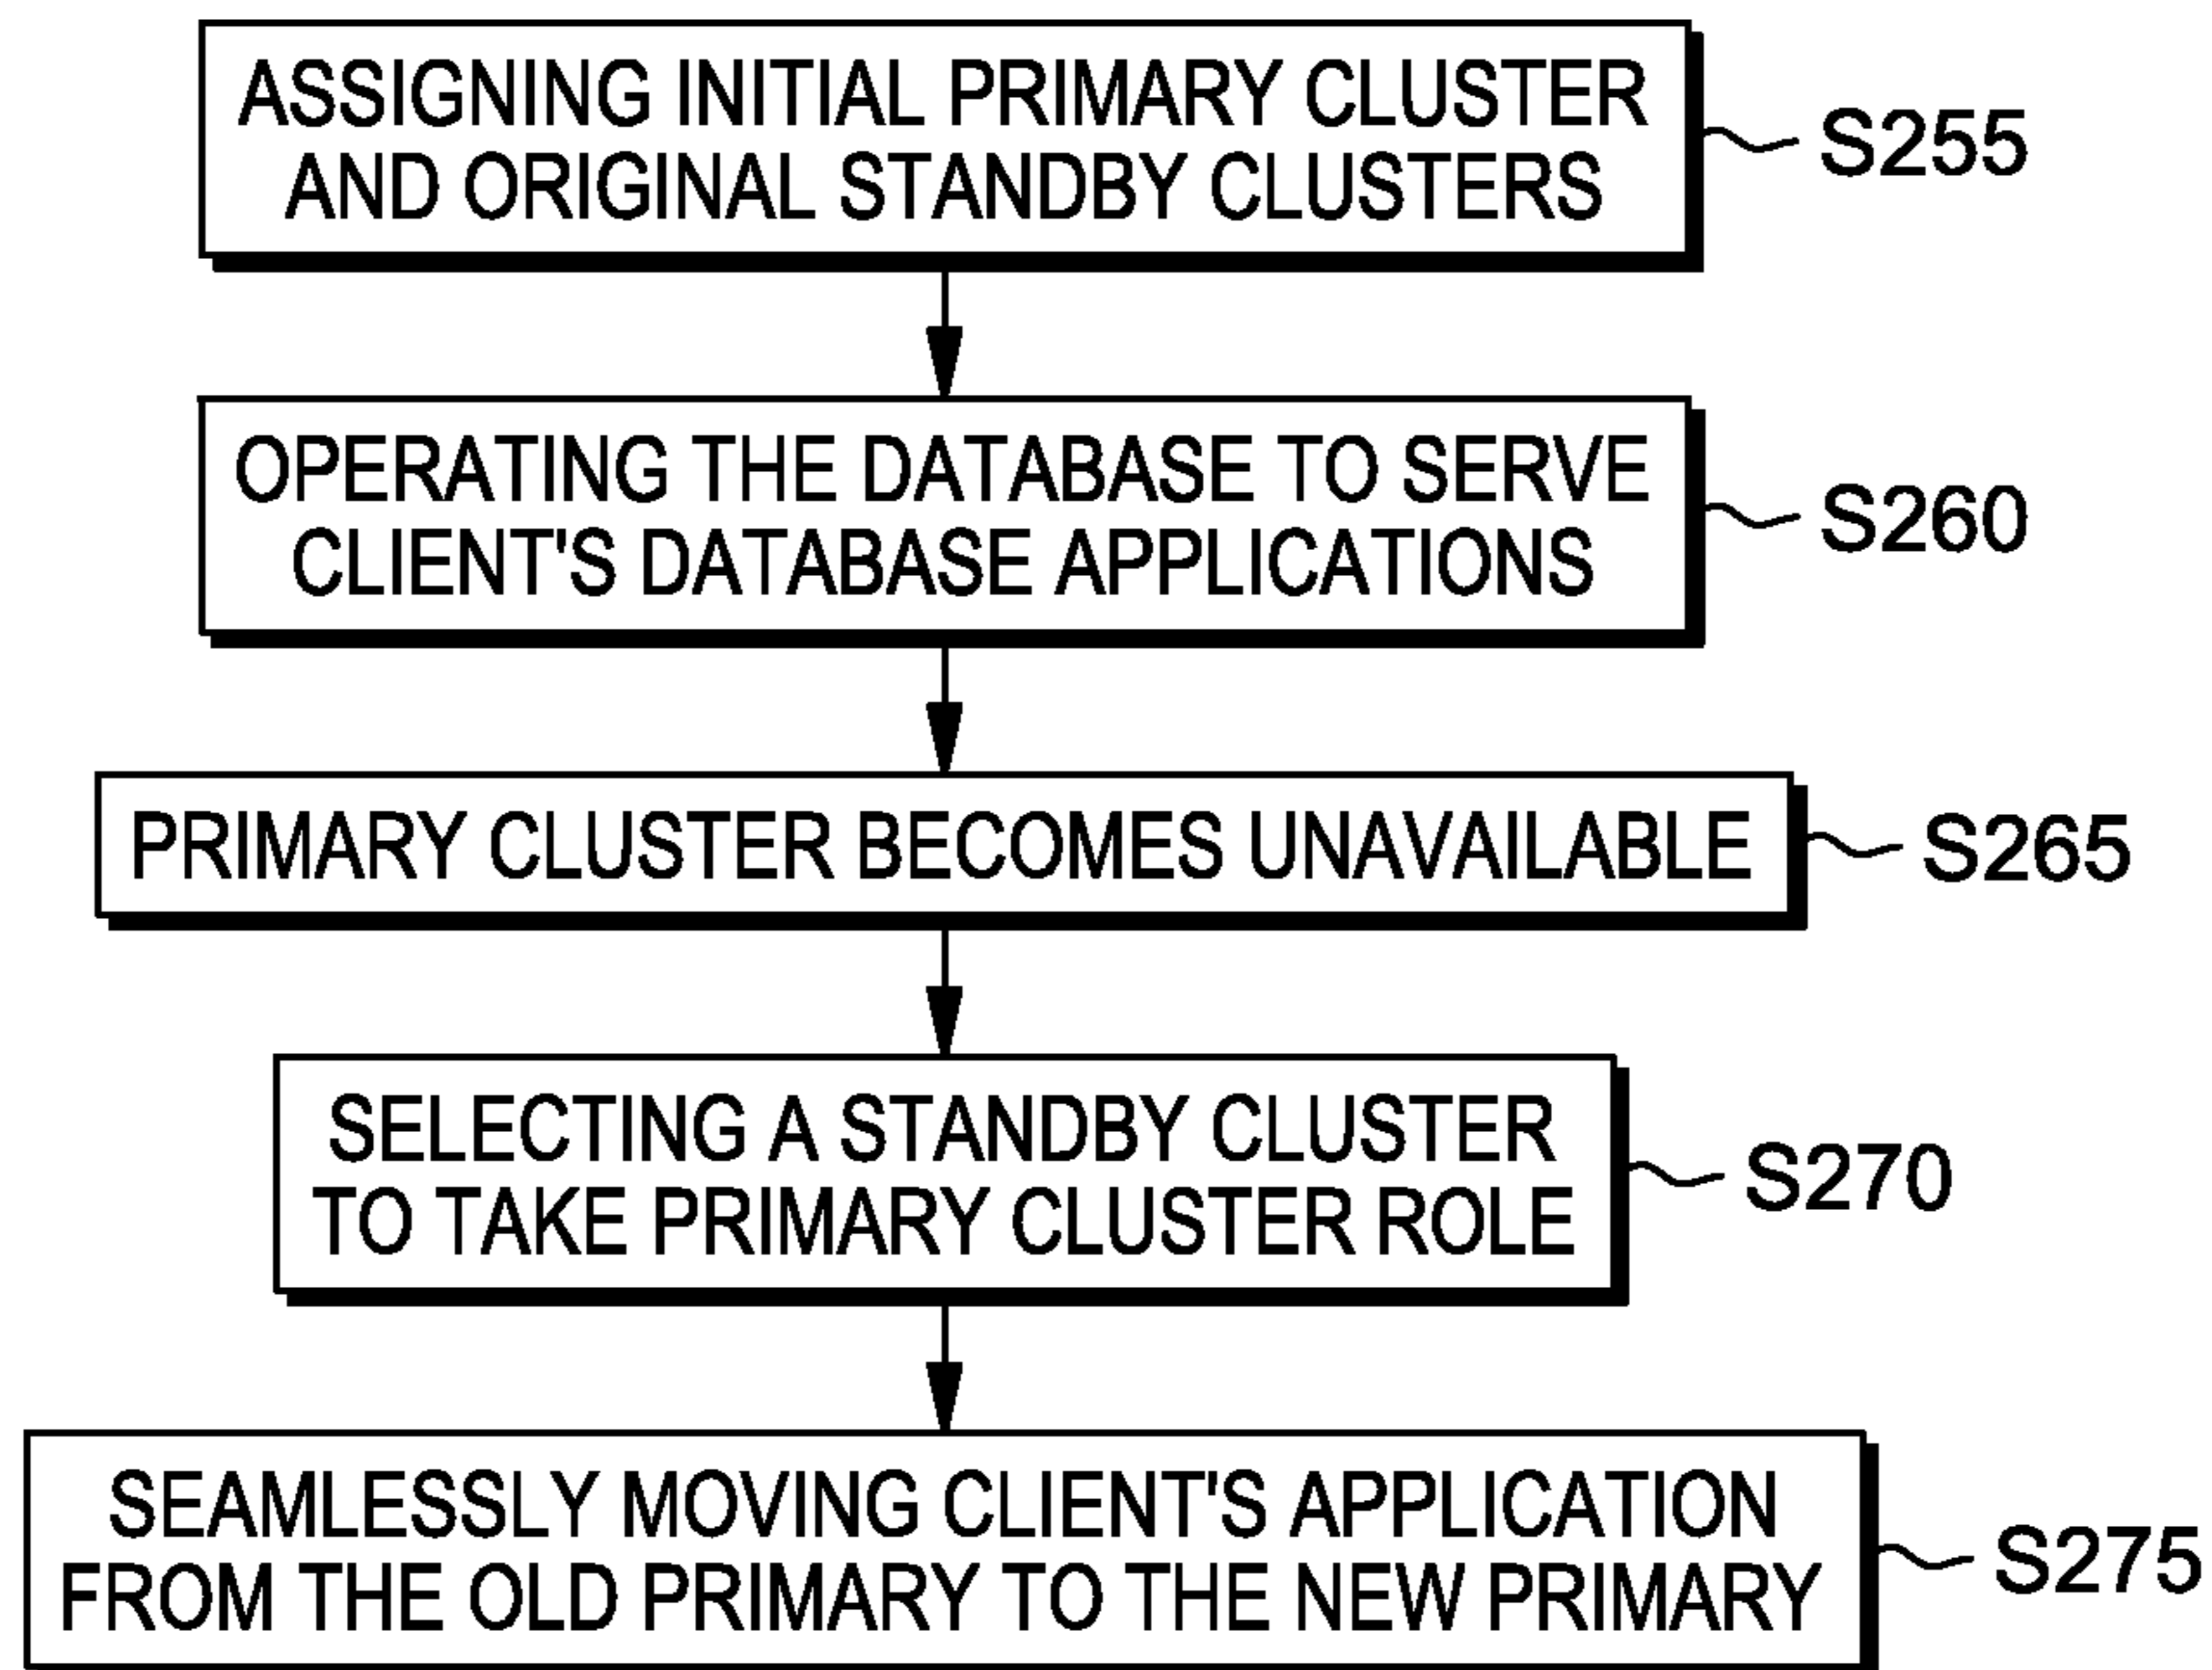 ASSIGNING INITIAL PRIMARY CLUSTER
AND ORIGINAL STANDBY CLUSTERS
S255
OPERATING THE DATABASE TO SERVE
CLIENT'S DATABASE APPLICATIONS
S260
PRIMARY CLUSTER BECOMES UNAVAILABLE
S265
SELECTING A STANDBY CLUSTER
TO TAKE PRIMARY CLUSTER ROLE
S270
SEAMLESSLY MOVING CLIENT'S APPLICATION
FROM THE OLD PRIMARY TO THE NEW PRIMARY
S275